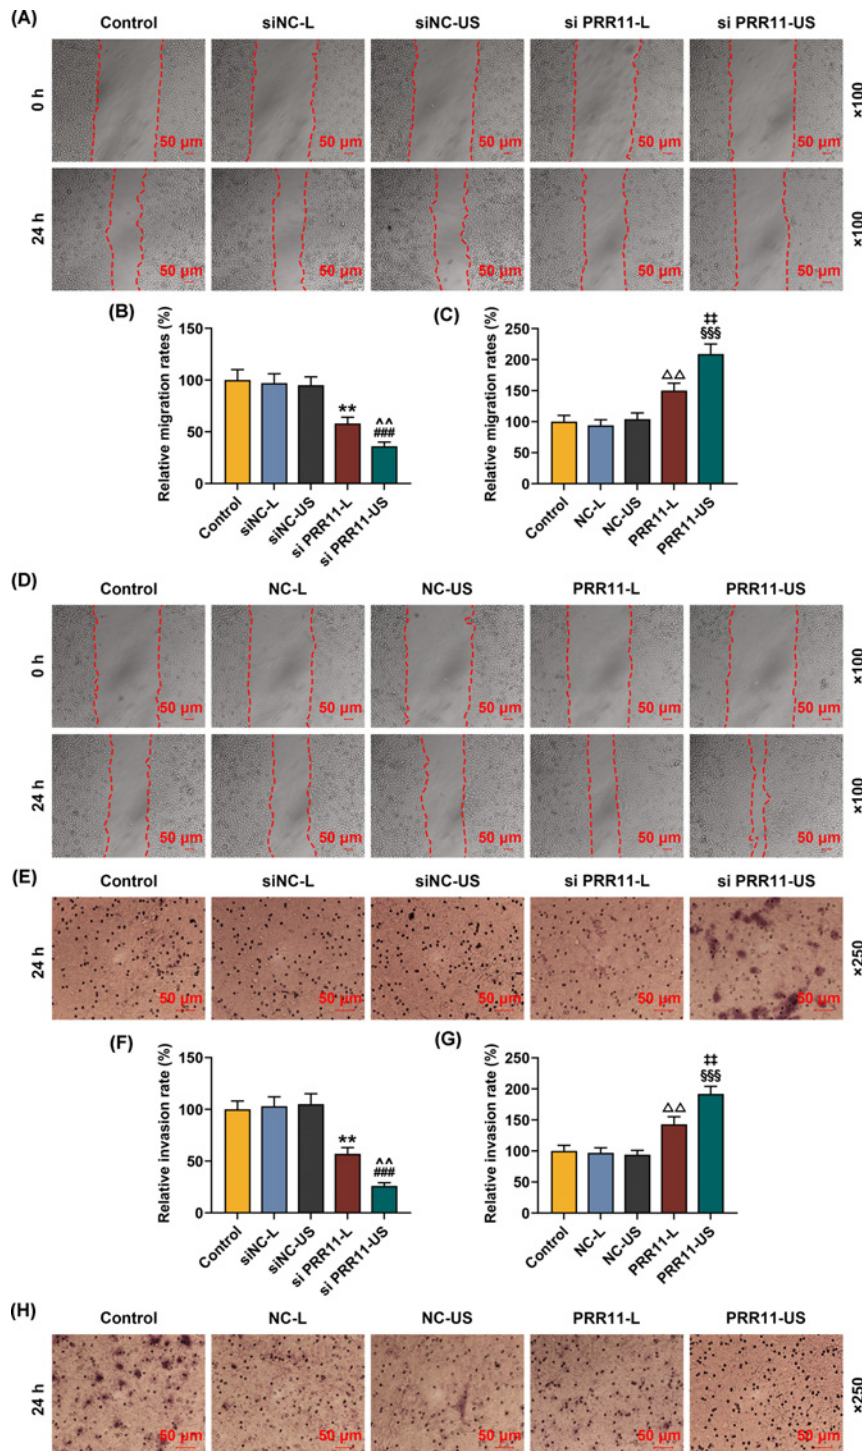 (A)
Control siNC-L siNC-US si PRR11-L si PRR11-US
0 h 50 µm 50 µm 50 µm 50 µm 50 µm ×100
24 h 50 µm 50 µm 50 µm 50 µm 50 µm ×100
(B)
Relative migration rates (%)
150
100
50
0
**
^^
###
Control siNC-L siNC-US si PRR11-L si PRR11-US
(C)
Relative migration rates (%)
250
200
150
100
50
0
△△
‡‡
§§§
Control NC-L NC-US PRR11-L PRR11-US
(D)
Control NC-L NC-US PRR11-L PRR11-US
0 h 50 µm 50 µm 50 µm 50 µm 50 µm ×100
24 h 50 µm 50 µm 50 µm 50 µm 50 µm ×100
(E)
Control siNC-L siNC-US si PRR11-L si PRR11-US
24 h 50 µm 50 µm 50 µm 50 µm 50 µm ×250
(F)
Relative invasion rate (%)
150
100
50
0
**
^^
###
Control siNC-L siNC-US si PRR11-L si PRR11-US
(G)
Relative invasion rate (%)
250
200
150
100
50
0
△△
‡‡
§§§
Control NC-L NC-US PRR11-L PRR11-US
(H)
Control NC-L NC-US PRR11-L PRR11-US
24 h 50 µm 50 µm 50 µm 50 µm 50 µm ×250